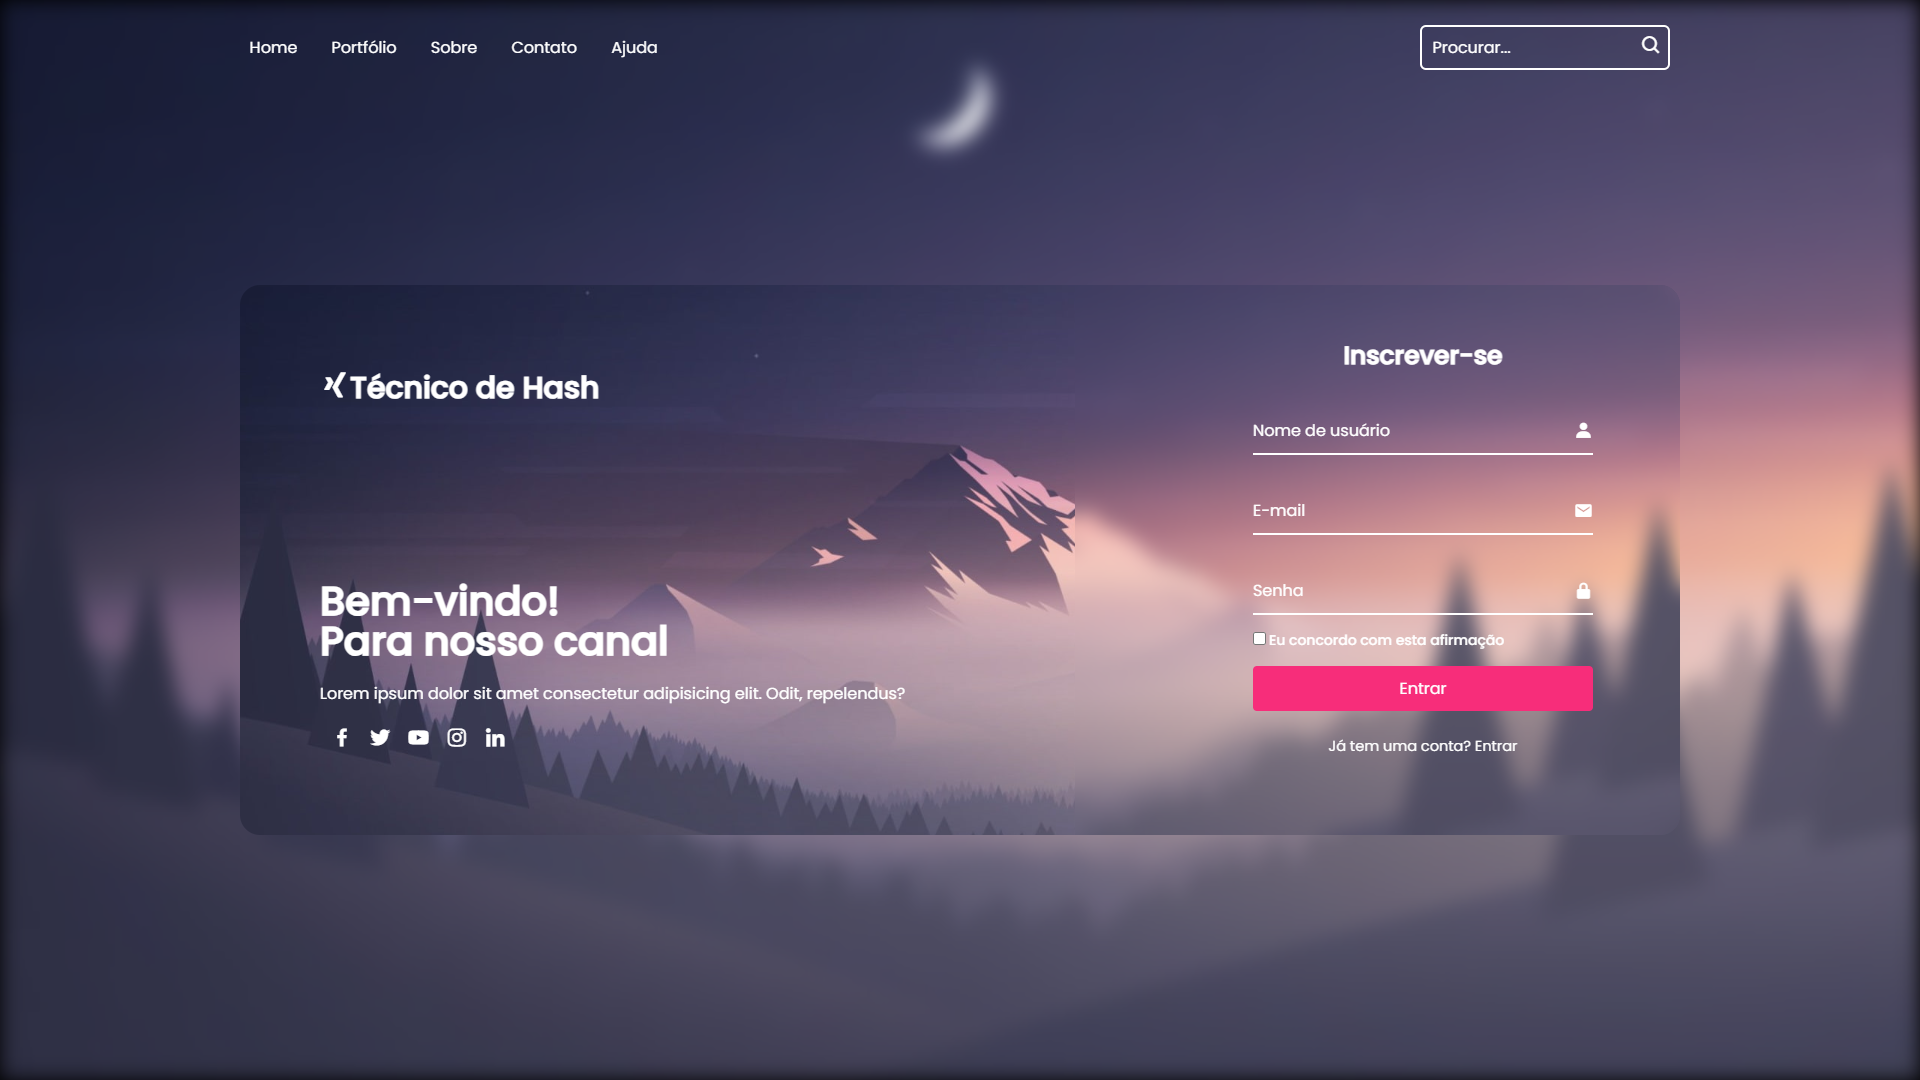 Home
Portfólio
Sobre
Contato
Ajuda
Procurar...
Técnico de Hash
Bem-vindo!
Para nosso canal
Lorem ipsum dolor sit amet consectetur adipisicing elit. Odit, repelendus?
Inscrever-se
Nome de usuário
E-mail
Senha
Eu concordo com esta afirmação
Entrar
Já tem uma conta? Entrar